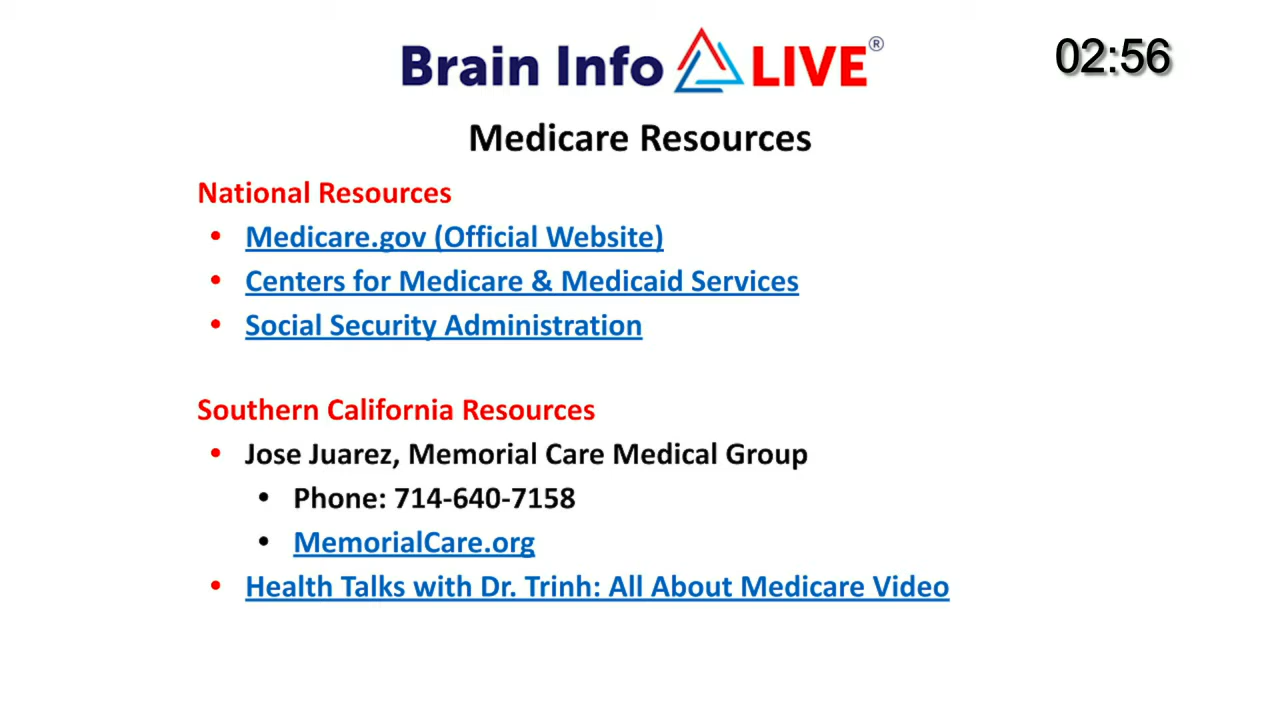 Brain Info LIVE®
02:56
Medicare Resources
National Resources
• Medicare.gov (Official Website)
• Centers for Medicare & Medicaid Services
• Social Security Administration
Southern California Resources
• Jose Juarez, Memorial Care Medical Group
• Phone: 714-640-7158
• MemorialCare.org
• Health Talks with Dr. Trinh: All About Medicare Video